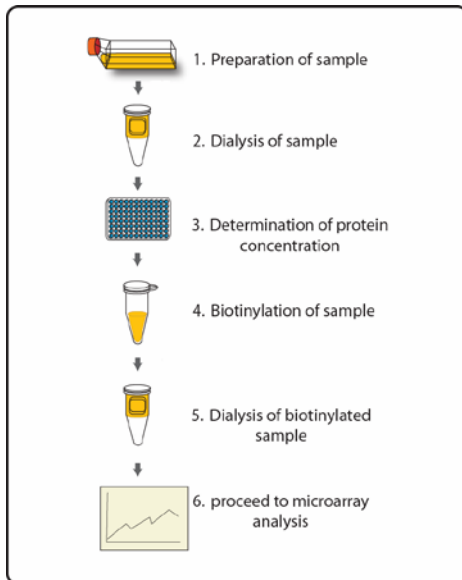 1. Preparation of sample
2. Dialysis of sample
3. Determination of protein
concentration
4. Biotinylation of sample
5. Dialysis of biotinylated
sample
6. proceed to microarray
analysis